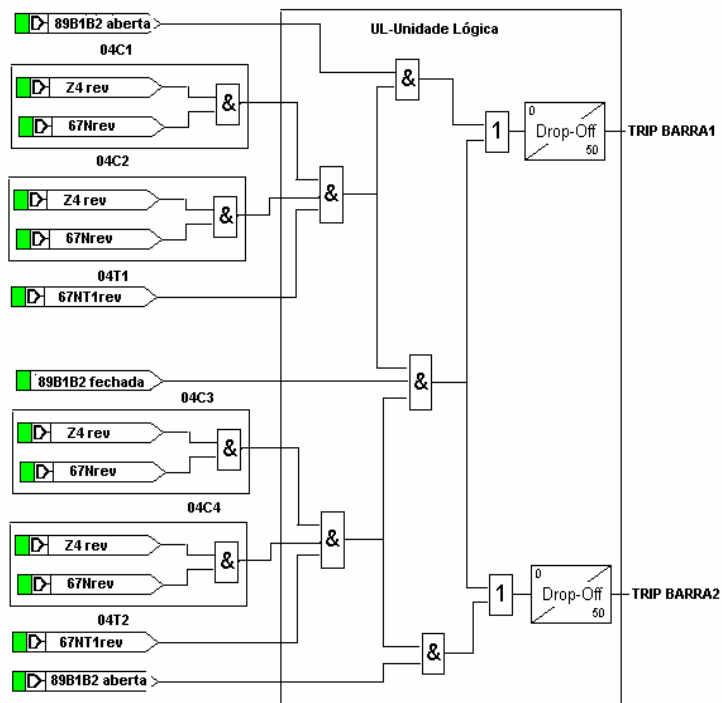 89B1B2 aberta
UL-Unidade Lógica
04C1
Z4 rev
&
67Nrev
&
1
0
Drop-Off
50
TRIP BARRA1
04C2
Z4 rev
&
67Nrev
&
04T1
67NT1rev
89B1B2 fechada
&
04C3
Z4 rev
&
67Nrev
04C4
Z4 rev
&
67Nrev
&
1
0
Drop-Off
50
TRIP BARRA2
04T2
67NT1rev
&
89B1B2 aberta